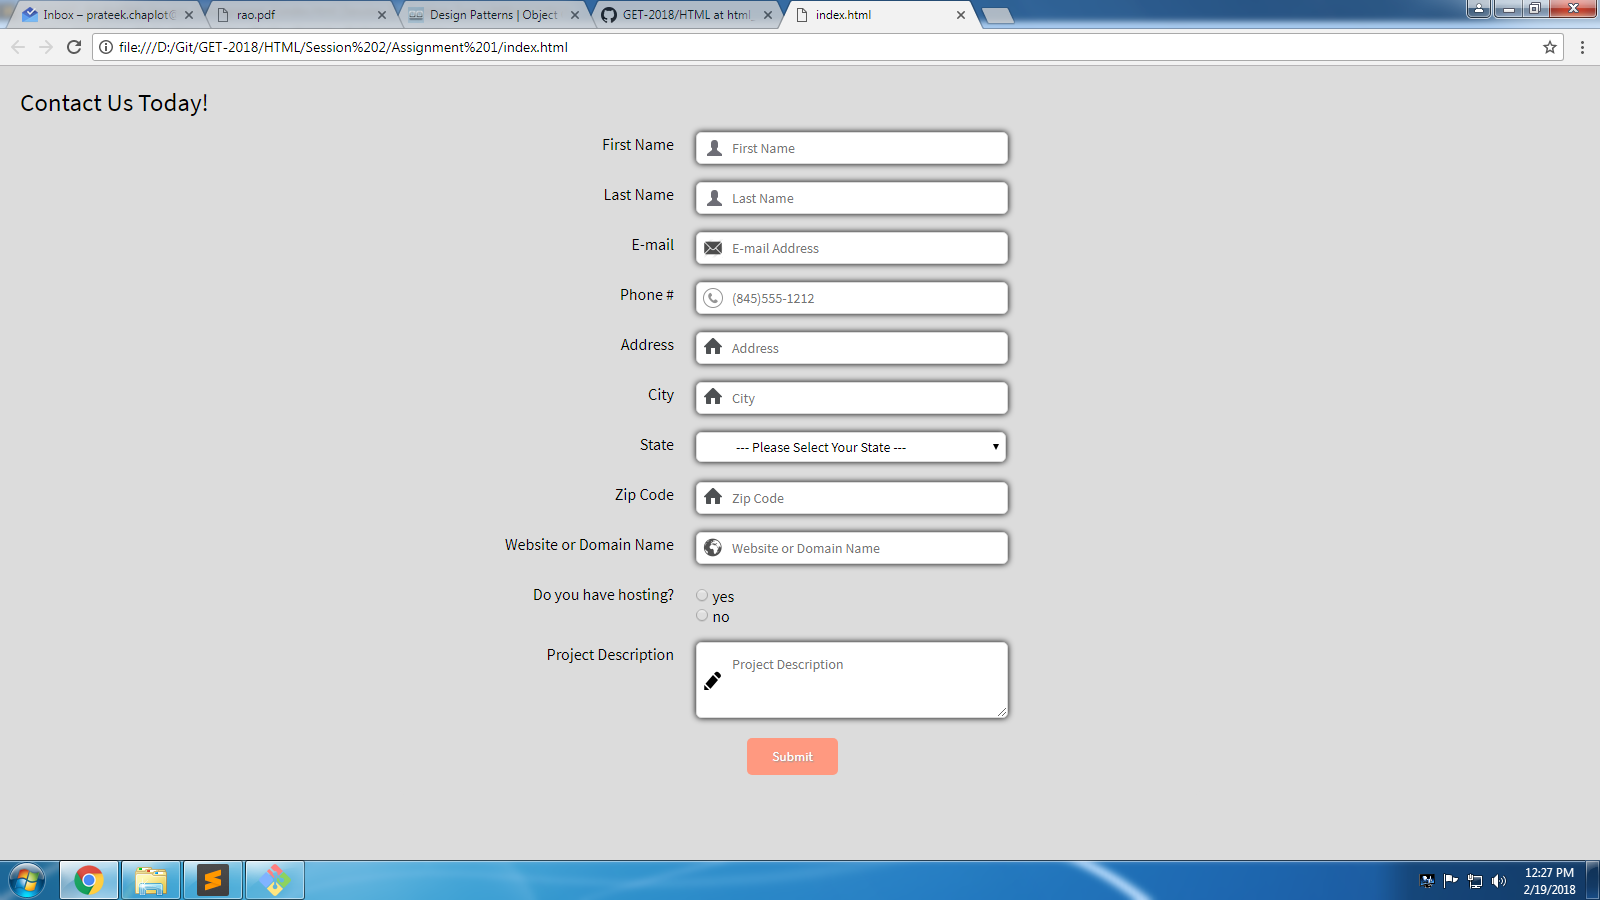 Inbox – prateek.chaplot@
rao.pdf
Design Patterns | Object
GET-2018/HTML at html_
index.html
file:///D:/Git/GET-2018/HTML/Session%202/Assignment%201/index.html
Contact Us Today!
First Name
First Name
Last Name
Last Name
E-mail
E-mail Address
Phone #
(845)555-1212
Address
Address
City
City
State
--- Please Select Your State ---
Zip Code
Zip Code
Website or Domain Name
Website or Domain Name
Do you have hosting?
yes
no
Project Description
Project Description
Submit
12:27 PM
2/19/2018